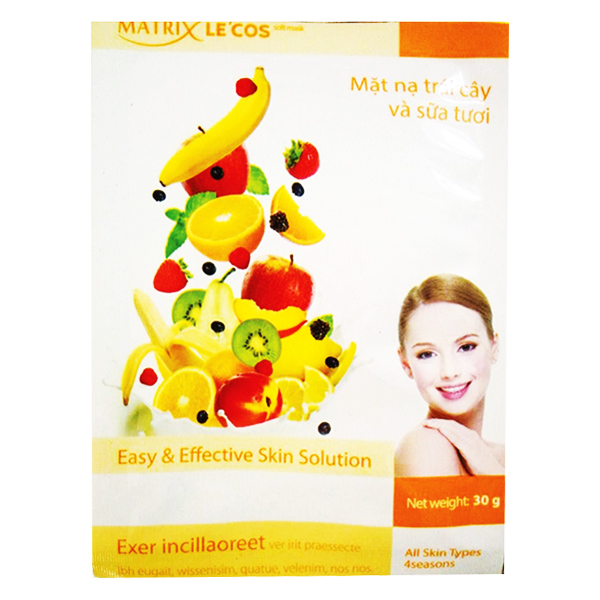 MATRIX LE'COS soft mask
Mặt nạ trái cây
và sữa tươi
Easy & Effective Skin Solution
Net weight: 30 g
Exer incillaoreet ver irit praessecte
All Skin Types
4seasons
Ibh eugait, wissenisim, quatue, velenim, nos nos.